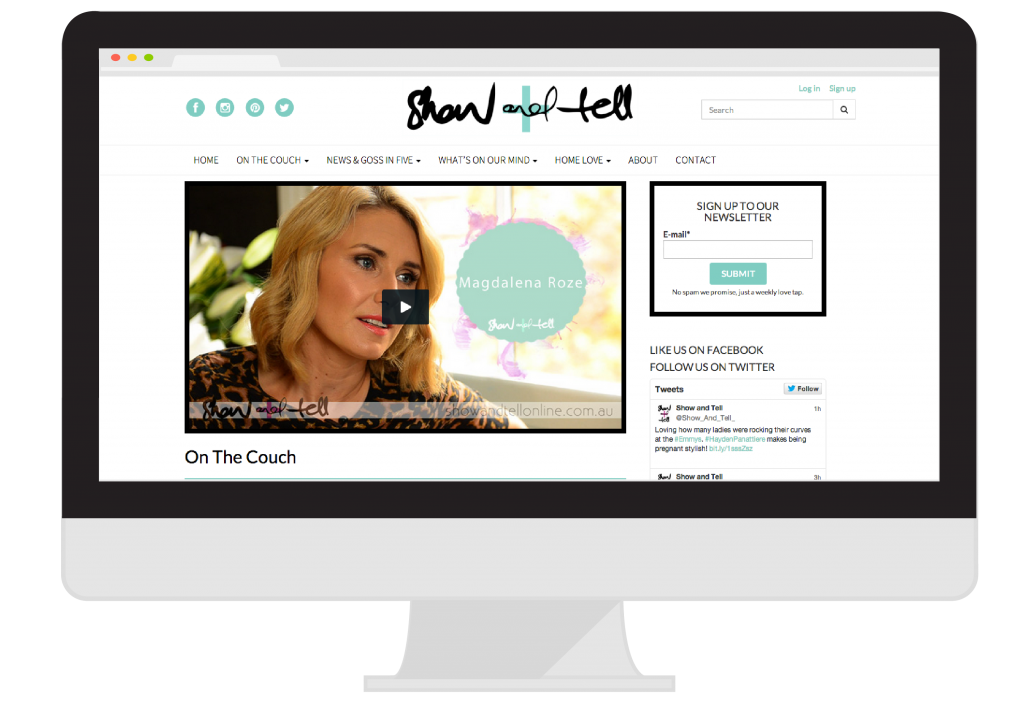 Show and tell
Log in Sign up
Search
HOME ON THE COUCH NEWS & GOSS IN FIVE WHAT'S ON OUR MIND HOME LOVE ABOUT CONTACT
Magdalena Roze
Show and tell
Show and tell
showandtellonline.com.au
On The Couch
SIGN UP TO OUR
NEWSLETTER
E-mail*
SUBMIT
No spam we promise, just a weekly love tap.
LIKE US ON FACEBOOK
FOLLOW US ON TWITTER
Tweets Follow
Show and Tell 1h
@Show_And_Tell_
Loving how many ladies were rocking their curves
at the #Emmys. #HaydenPanattiere makes being
pregnant stylish!
Show and Tell 3h